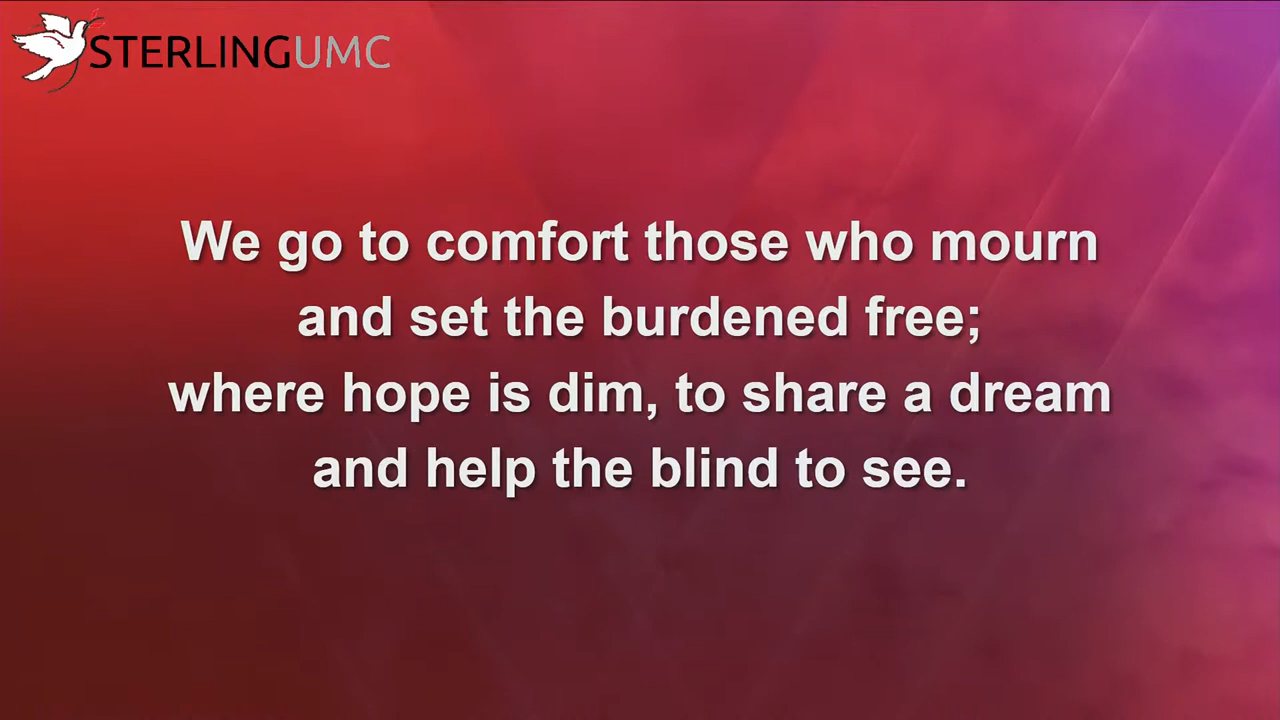 STERLINGUMC
We go to comfort those who mourn
and set the burdened free;
where hope is dim, to share a dream
and help the blind to see.